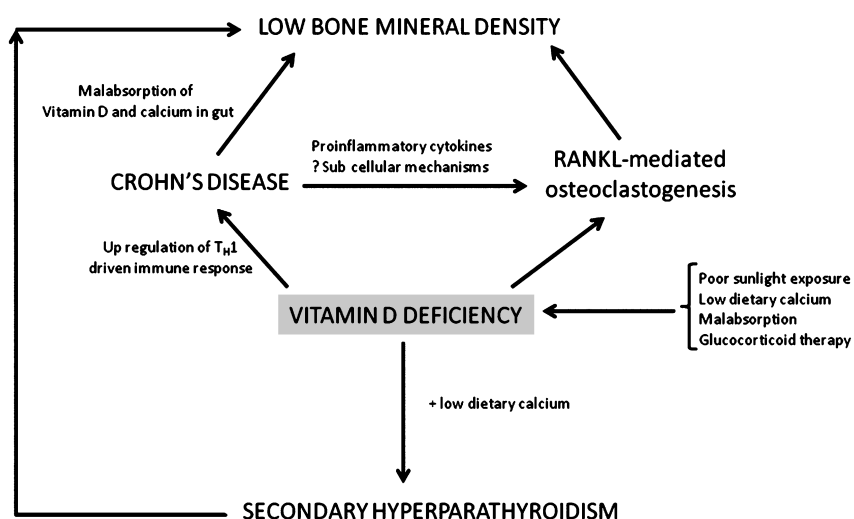 LOW BONE MINERAL DENSITY
Malabsorption of
Vitamin D and calcium in gut
Proinflammatory cytokines
? Sub cellular mechanisms
RANKL-mediated
osteoclastogenesis
CROHN'S DISEASE
Up regulation of TH1
driven immune response
VITAMIN D DEFICIENCY
Poor sunlight exposure
Low dietary calcium
Malabsorption
Glucocorticoid therapy
+ low dietary calcium
SECONDARY HYPERPARATHYROIDISM